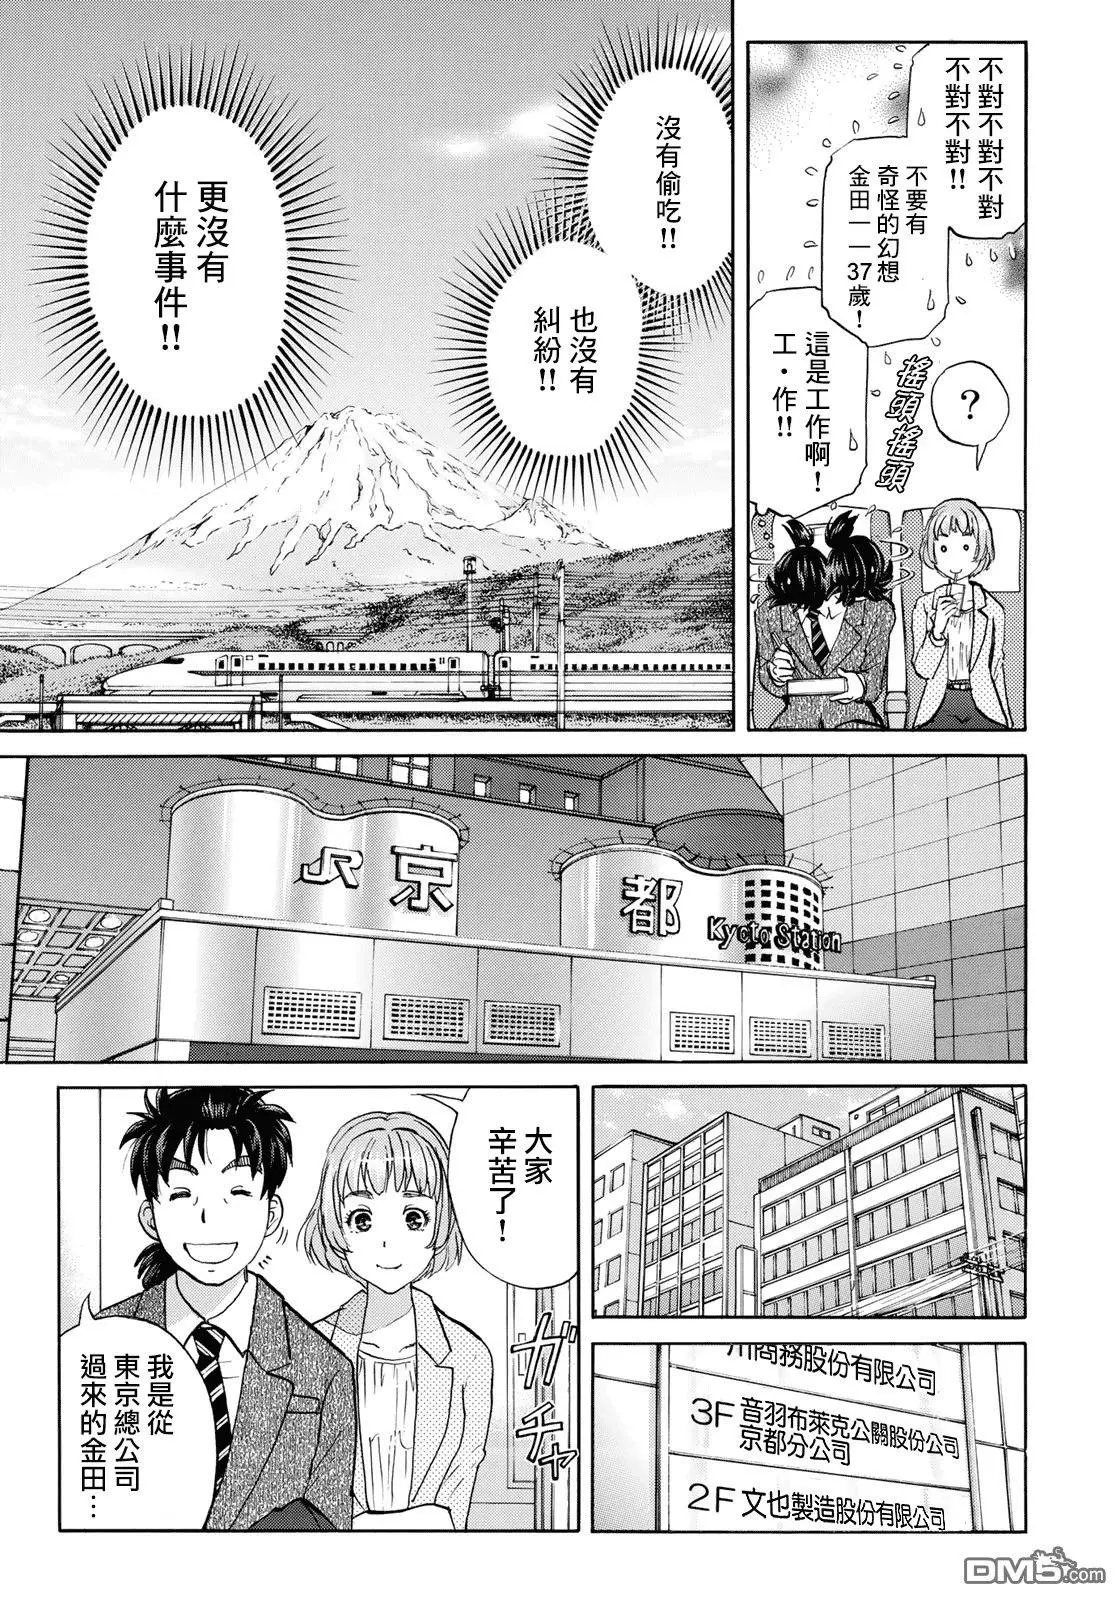 不對不對不對
不對不對!!
不要有
奇怪的幻想
金田一一37歲!
這是工作啊!
工·作!!
搖頭搖頭
?
沒有偷吃!!
也沒有
糾紛!!
更沒有
什麼事件!!
JR京
都
Kyoto Station
川商務股份有限公司
3F 音羽布萊克公關股份公司
京都分公司
2F 文也製造股份有限公司
大家
辛苦了!
ガチャ
我是從
東京總公司
過來的金田…
DM5.com